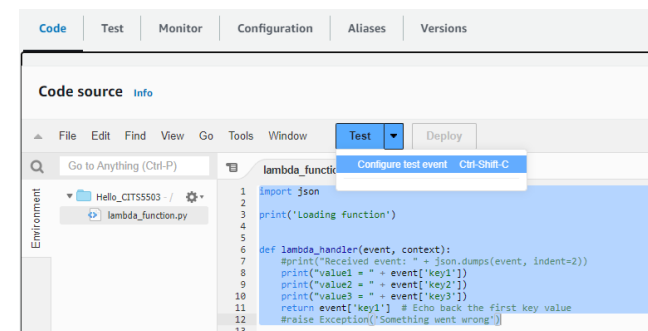 Code Test Monitor Configuration Aliases Versions
Code source Info
File Edit Find View Go Tools Window Test Deploy
Go to Anything (Ctrl-P)
lambda_functio
Configure test event Ctrl-Shift-C
Environment
Hello_CITS5503 - /
lambda_function.py
1 import json
2
3 print('Loading function')
4
5
6 def lambda_handler(event, context):
7 #print("Received event: " + json.dumps(event, indent=2))
8 print("value1 = " + event['key1'])
9 print("value2 = " + event['key2'])
10 print("value3 = " + event['key3'])
11 return event['key1'] # Echo back the first key value
12 #raise Exception('Something went wrong')
13